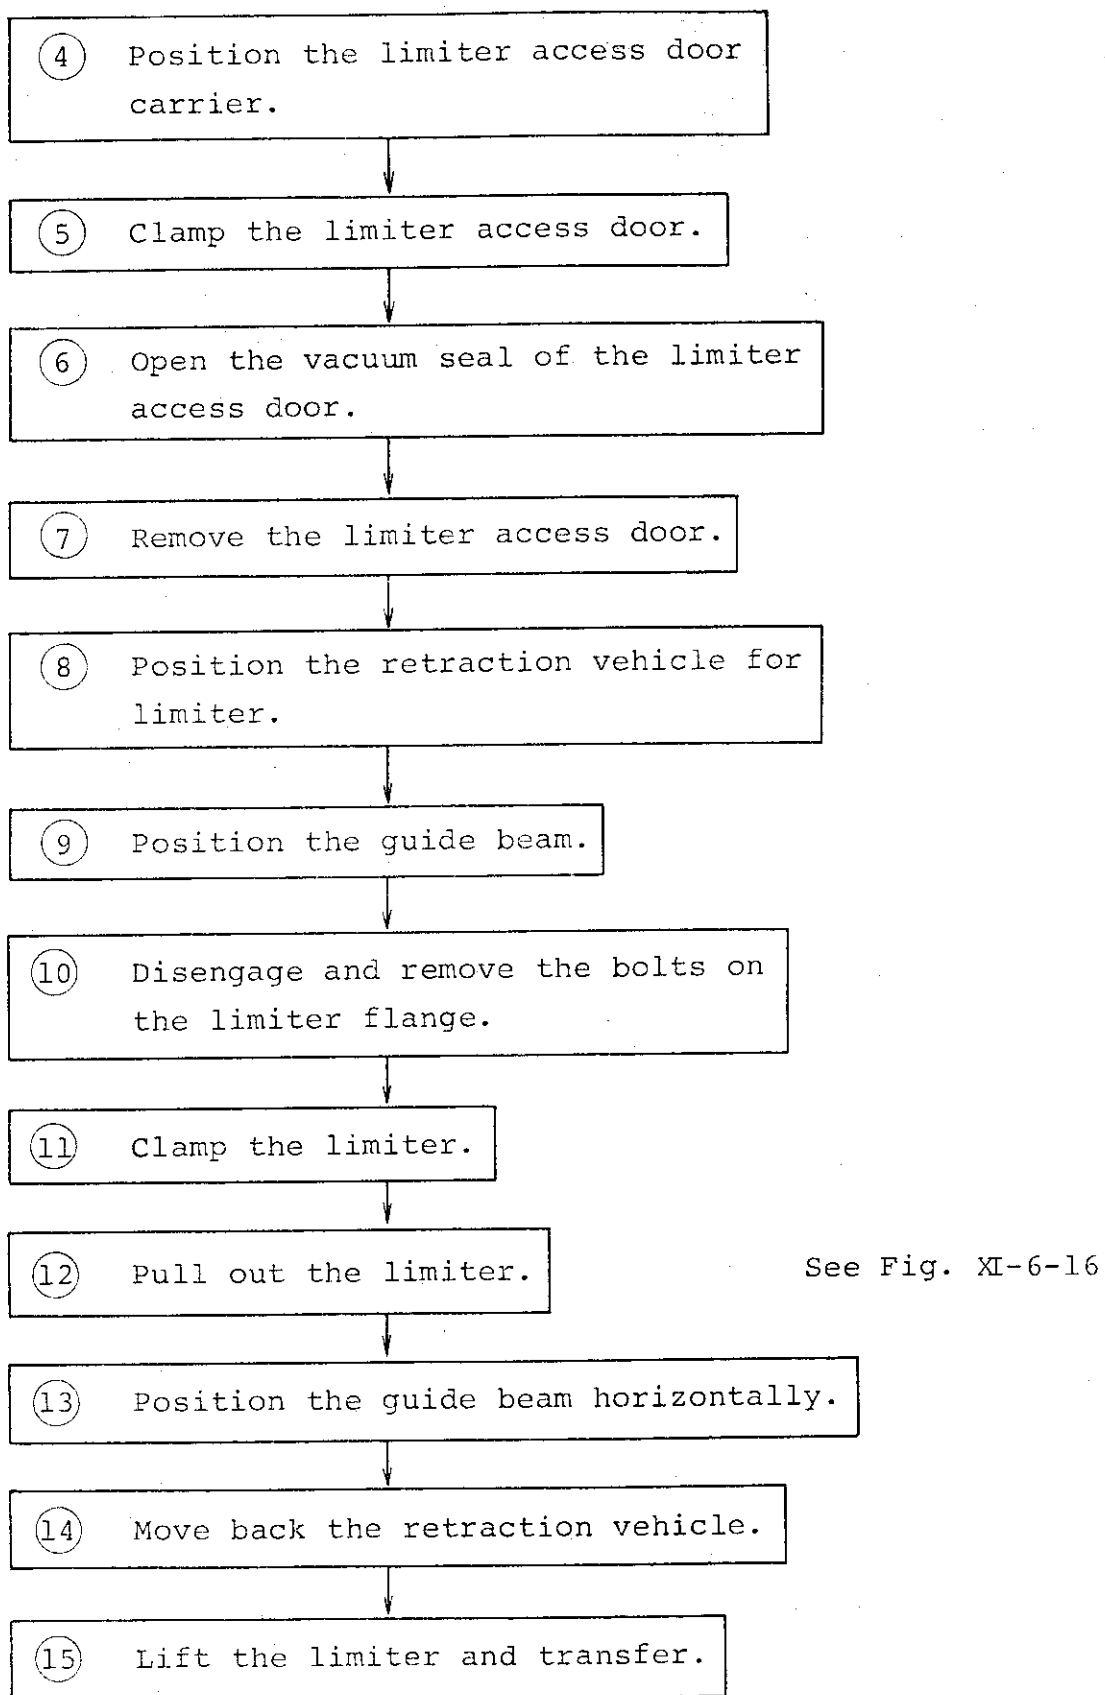 ④ Position the limiter access door
carrier.
⑤ Clamp the limiter access door.
⑥ Open the vacuum seal of the limiter
access door.
⑦ Remove the limiter access door.
⑧ Position the retraction vehicle for
limiter.
⑨ Position the guide beam.
⑩ Disengage and remove the bolts on
the limiter flange.
⑪ Clamp the limiter.
⑫ Pull out the limiter. See Fig. XI-6-16
⑬ Position the guide beam horizontally.
⑭ Move back the retraction vehicle.
⑮ Lift the limiter and transfer.